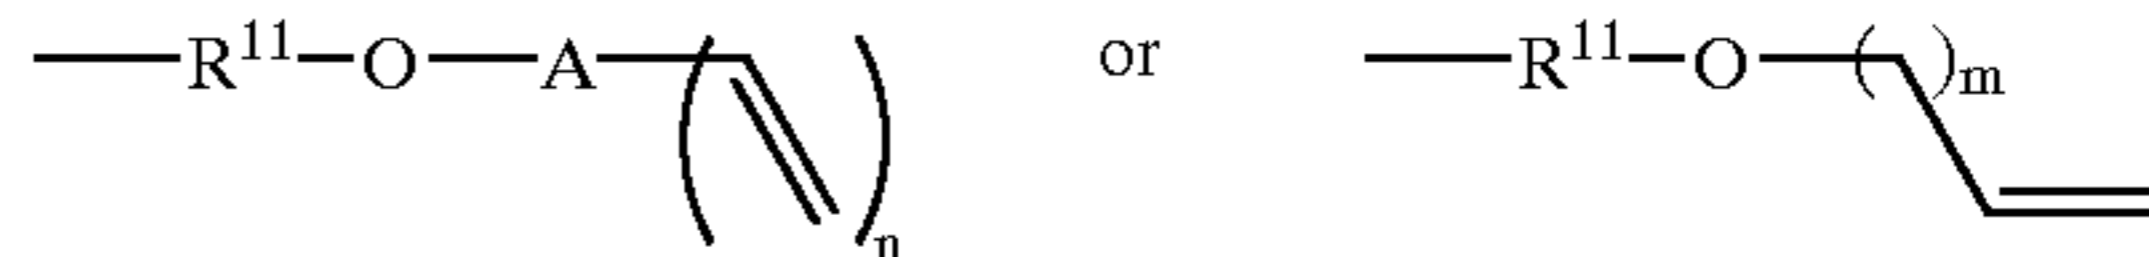 R11 O A ( ) n or R11 O ( ) m